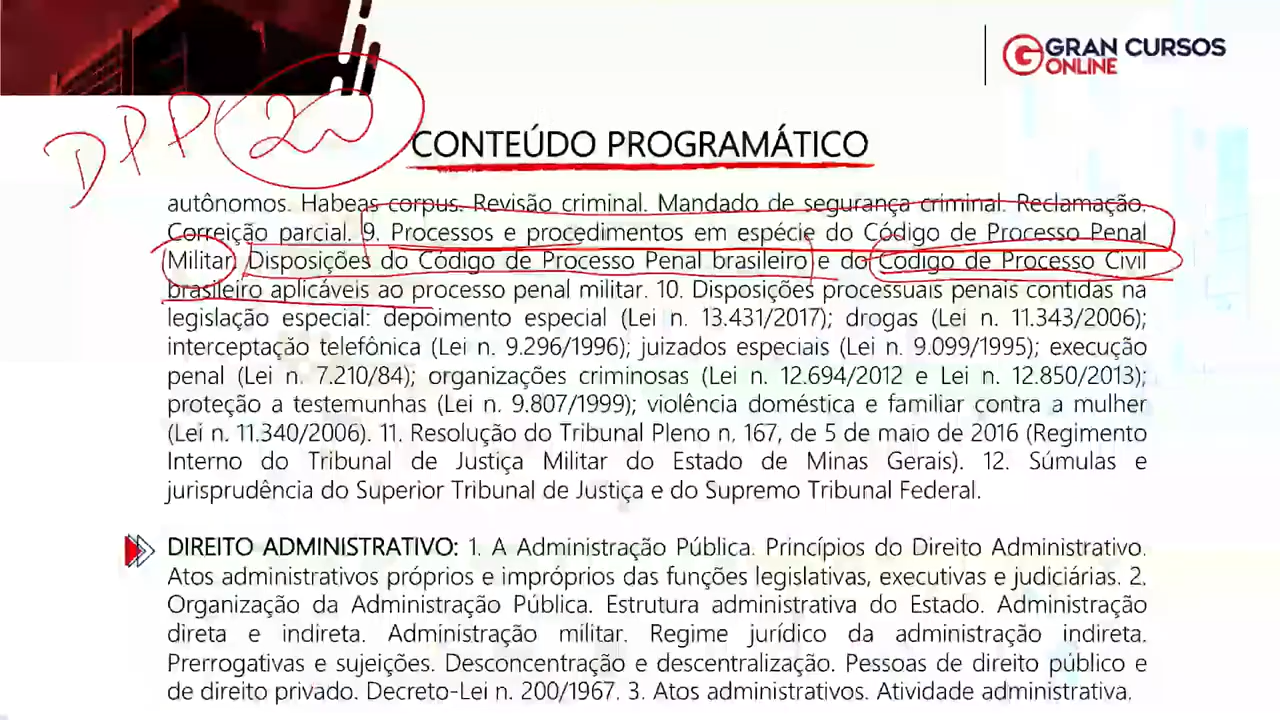 GRAN CURSOS
ONLINE
DPP 20
CONTEÚDO PROGRAMÁTICO
autônomos. Habeas corpus. Revisão criminal. Mandado de segurança criminal. Reclamação.
Correição parcial. 9. Processos e procedimentos em espécie do Código de Processo Penal
Militar. Disposições do Código de Processo Penal brasileiro e do Código de Processo Civil
brasileiro aplicáveis ao processo penal militar. 10. Disposições processuais penais contidas na
legislação especial: depoimento especial (Lei n. 13.431/2017); drogas (Lei n. 11.343/2006);
interceptação telefônica (Lei n. 9.296/1996); juizados especiais (Lei n. 9.099/1995); execução
penal (Lei n. 7.210/84); organizações criminosas (Lei n. 12.694/2012 e Lei n. 12.850/2013);
proteção a testemunhas (Lei n. 9.807/1999); violência doméstica e familiar contra a mulher
(Lei n. 11.340/2006). 11. Resolução do Tribunal Pleno n. 167, de 5 de maio de 2016 (Regimento
Interno do Tribunal de Justiça Militar do Estado de Minas Gerais). 12. Súmulas e
jurisprudência do Superior Tribunal de Justiça e do Supremo Tribunal Federal.
DIREITO ADMINISTRATIVO: 1. A Administração Pública. Princípios do Direito Administrativo.
Atos administrativos próprios e impróprios das funções legislativas, executivas e judiciárias. 2.
Organização da Administração Pública. Estrutura administrativa do Estado. Administração
direta e indireta. Administração militar. Regime jurídico da administração indireta.
Prerrogativas e sujeições. Desconcentração e descentralização. Pessoas de direito público e
de direito privado. Decreto-Lei n. 200/1967. 3. Atos administrativos. Atividade administrativa.